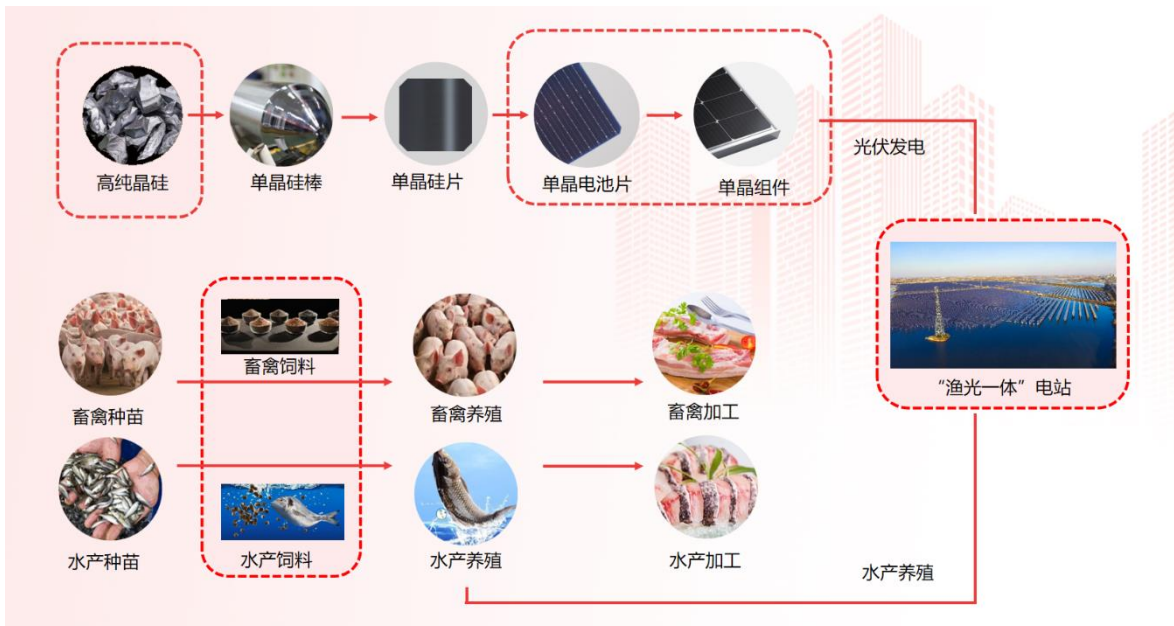 高纯晶硅
单晶硅棒
单晶硅片
单晶电池片
单晶组件
光伏发电
“渔光一体”电站
畜禽饲料
畜禽种苗
畜禽养殖
畜禽加工
水产种苗
水产饲料
水产养殖
水产加工
水产养殖